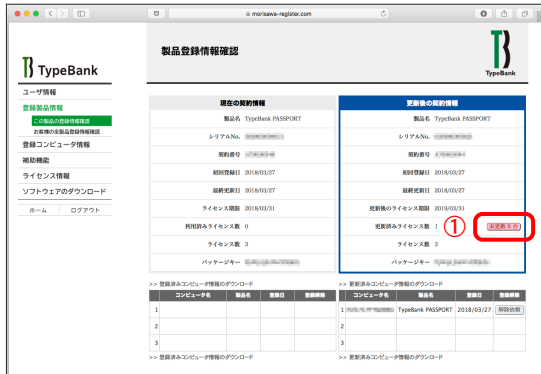 morisawa-register.com
TypeBank
製品登録情報確認
TypeBank
ユーザ情報
登録製品情報
この製品の登録情報確認
お客様の全製品登録情報確認
登録コンピュータ情報
補助機能
ライセンス情報
ソフトウェアのダウンロード
ホーム ログアウト
現在の契約情報
製品名 TypeBank PASSPORT
シリアルNo.
契約番号
初回登録日 2018/03/27
最終更新日 2018/03/27
ライセンス期限 2018/03/31
利用済みライセンス数 0
ライセンス数 3
パッケージキー
更新後の契約情報
製品名 TypeBank PASSPORT
シリアルNo.
契約番号
初回登録日 2018/03/27
最終更新日 2018/03/27
更新後のライセンス期限 2019/03/31
更新済みライセンス数 1 ① 未更新 0 台
ライセンス数 3
パッケージキー
>> 登録済みコンピュータ情報のダウンロード
コンピュータ名 製品名 登録日 登録解除
1
2
3
>> 登録済みコンピュータ情報のダウンロード
>> 更新済みコンピュータ情報のダウンロード
コンピュータ名 製品名 登録日 登録解除
1 TypeBank PASSPORT 2018/03/27 解除依頼
2
3
>> 更新済みコンピュータ情報のダウンロード